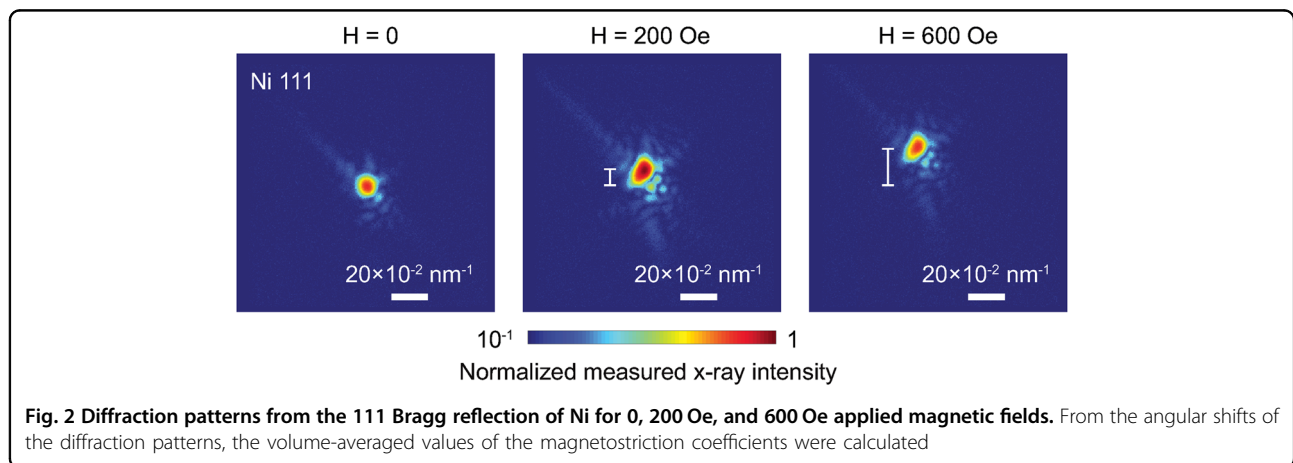 H = 0 H = 200 Oe H = 600 Oe
Ni 111
20×10⁻² nm⁻¹ 20×10⁻² nm⁻¹ 20×10⁻² nm⁻¹
10⁻¹ 1
Normalized measured x-ray intensity
Fig. 2 Diffraction patterns from the 111 Bragg reflection of Ni for 0, 200 Oe, and 600 Oe applied magnetic fields. From the angular shifts of
the diffraction patterns, the volume-averaged values of the magnetostriction coefficients were calculated